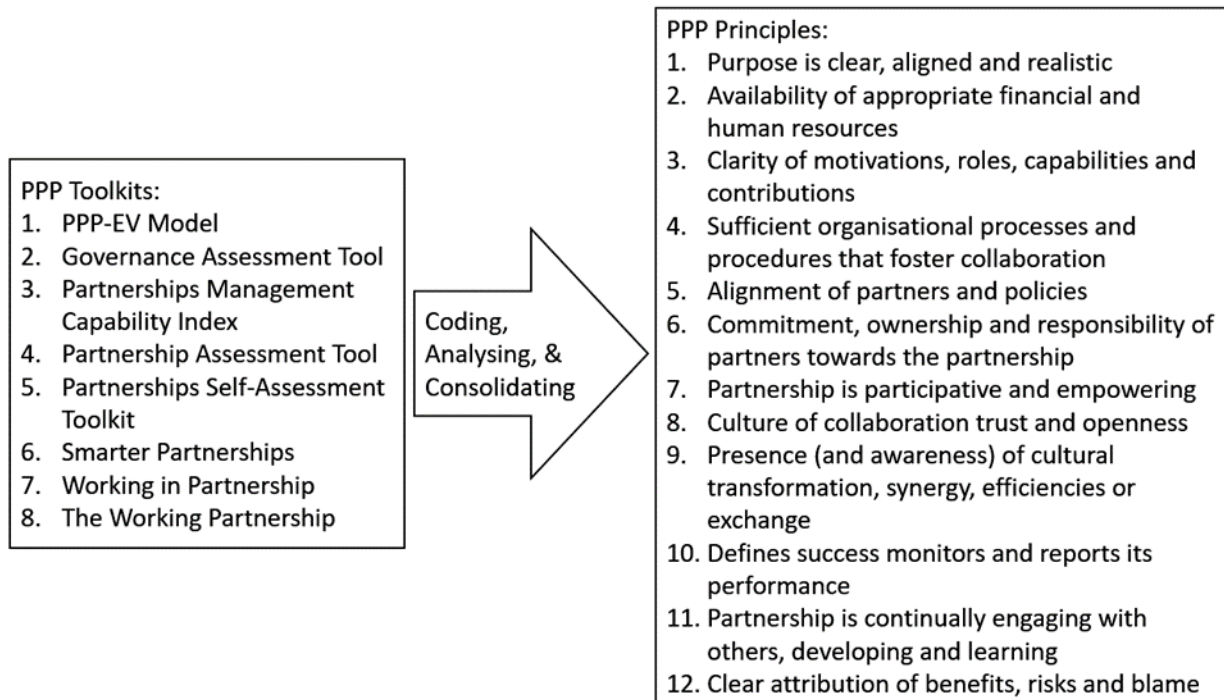 PPP Toolkits:
1. PPP-EV Model
2. Governance Assessment Tool
3. Partnerships Management
Capability Index
4. Partnership Assessment Tool
5. Partnerships Self-Assessment
Toolkit
6. Smarter Partnerships
7. Working in Partnership
8. The Working Partnership
Coding,
Analysing, &
Consolidating
PPP Principles:
1. Purpose is clear, aligned and realistic
2. Availability of appropriate financial and
human resources
3. Clarity of motivations, roles, capabilities and
contributions
4. Sufficient organisational processes and
procedures that foster collaboration
5. Alignment of partners and policies
6. Commitment, ownership and responsibility of
partners towards the partnership
7. Partnership is participative and empowering
8. Culture of collaboration trust and openness
9. Presence (and awareness) of cultural
transformation, synergy, efficiencies or
exchange
10. Defines success monitors and reports its
performance
11. Partnership is continually engaging with
others, developing and learning
12. Clear attribution of benefits, risks and blame